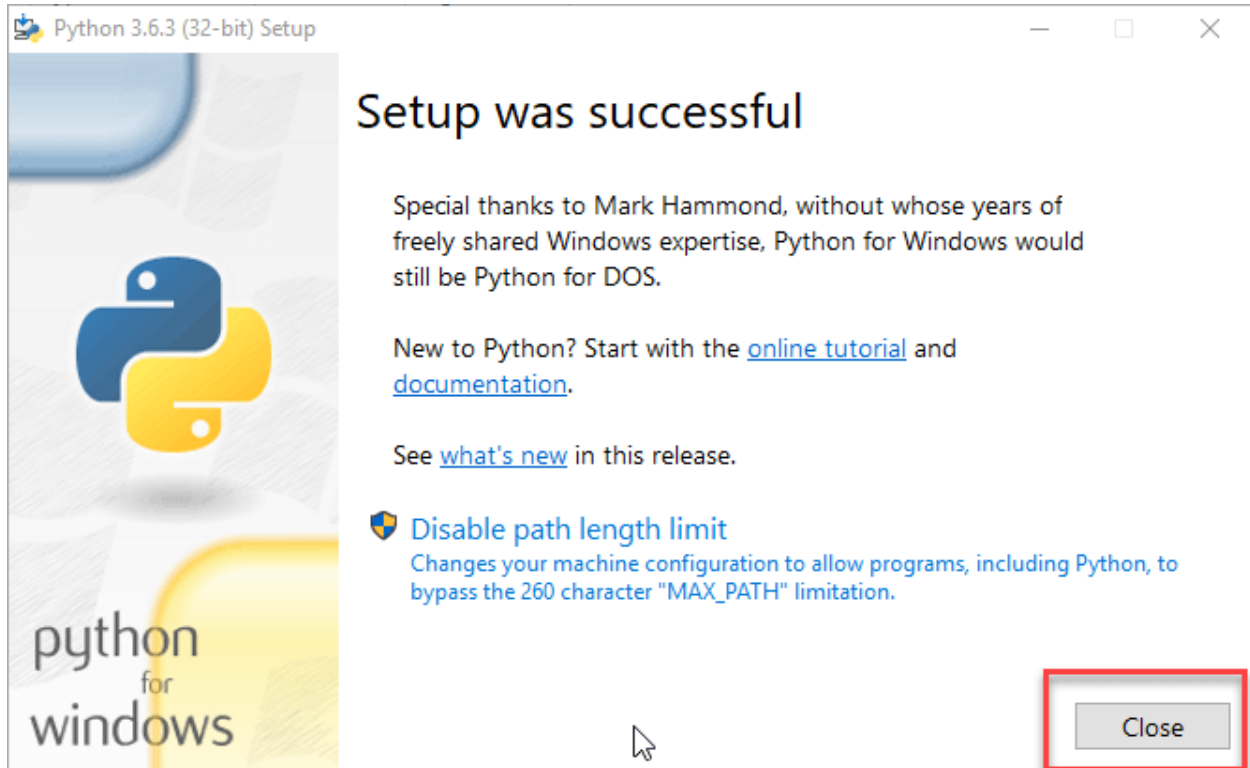 Python 3.6.3 (32-bit) Setup
Setup was successful
Special thanks to Mark Hammond, without whose years of
freely shared Windows expertise, Python for Windows would
still be Python for DOS.
New to Python? Start with the online tutorial and
documentation.
See what's new in this release.
Disable path length limit
Changes your machine configuration to allow programs, including Python, to
bypass the 260 character "MAX_PATH" limitation.
python
for
windows
Close